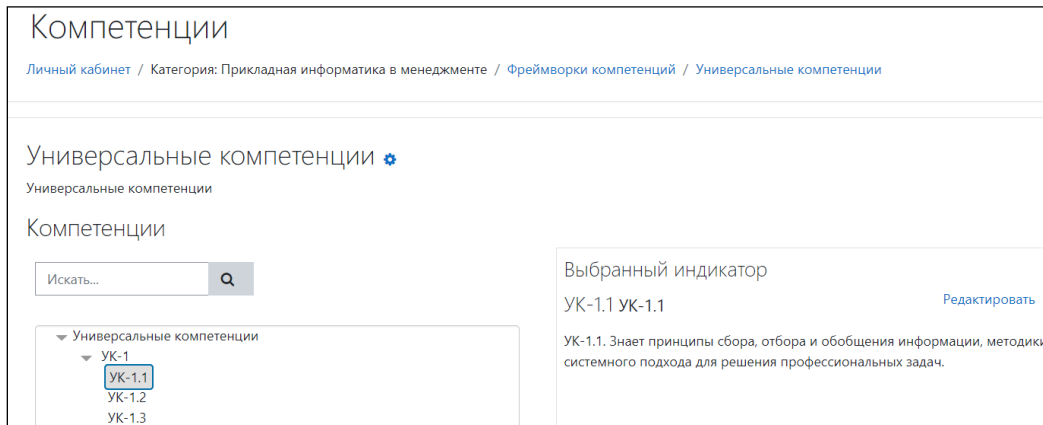 Компетенции
Личный кабинет / Категория: Прикладная информатика в менеджменте / Фреймворки компетенций / Универсальные компетенции
Универсальные компетенции
Универсальные компетенции
Компетенции
Искать...
Универсальные компетенции
УК-1
УК-1.1
УК-1.2
УК-1.3
Выбранный индикатор
УК-1.1 УК-1.1 Редактировать
УК-1.1. Знает принципы сбора, отбора и обобщения информации, методики
системного подхода для решения профессиональных задач.